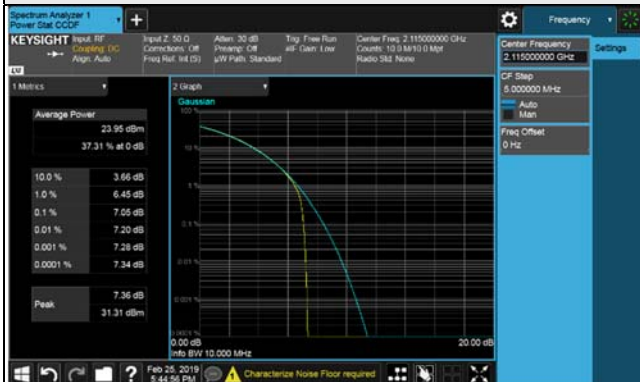 Spectrum Analyzer 1
Power Stat CCDF
Frequency
KEYSIGHT
Input: RF
Coupling: DC
Align: Auto
Input Z: 50 Ω
Corrections: Off
Freq Ref: Int (S)
Atten: 30 dB
Preamp: Off
µW Path: Standard
Trig: Free Run
#IF Gain: Low
Center Freq: 2.115000000 GHz
Counts: 10.0 M/10.0 Mpt
Radio Std: None
Settings
Center Frequency
2.115000000 GHz
CF Step
5.000000 MHz
Auto
Man
Freq Offset
0 Hz
1 Metrics
2 Graph
Gaussian
Average Power
23.95 dBm
37.31 % at 0 dB
10.0 % 3.66 dB
1.0 % 6.45 dB
0.1 % 7.05 dB
0.01 % 7.20 dB
0.001 % 7.28 dB
0.0001 % 7.34 dB
Peak 7.36 dB
31.31 dBm
100 %
10 %
1 %
0.1 %
0.01 %
0.001 %
0.0001 %
0.00 dB
20.00 dB
Info BW 10.000 MHz
Feb 25, 2019
5:44:56 PM
Characterize Noise Floor required